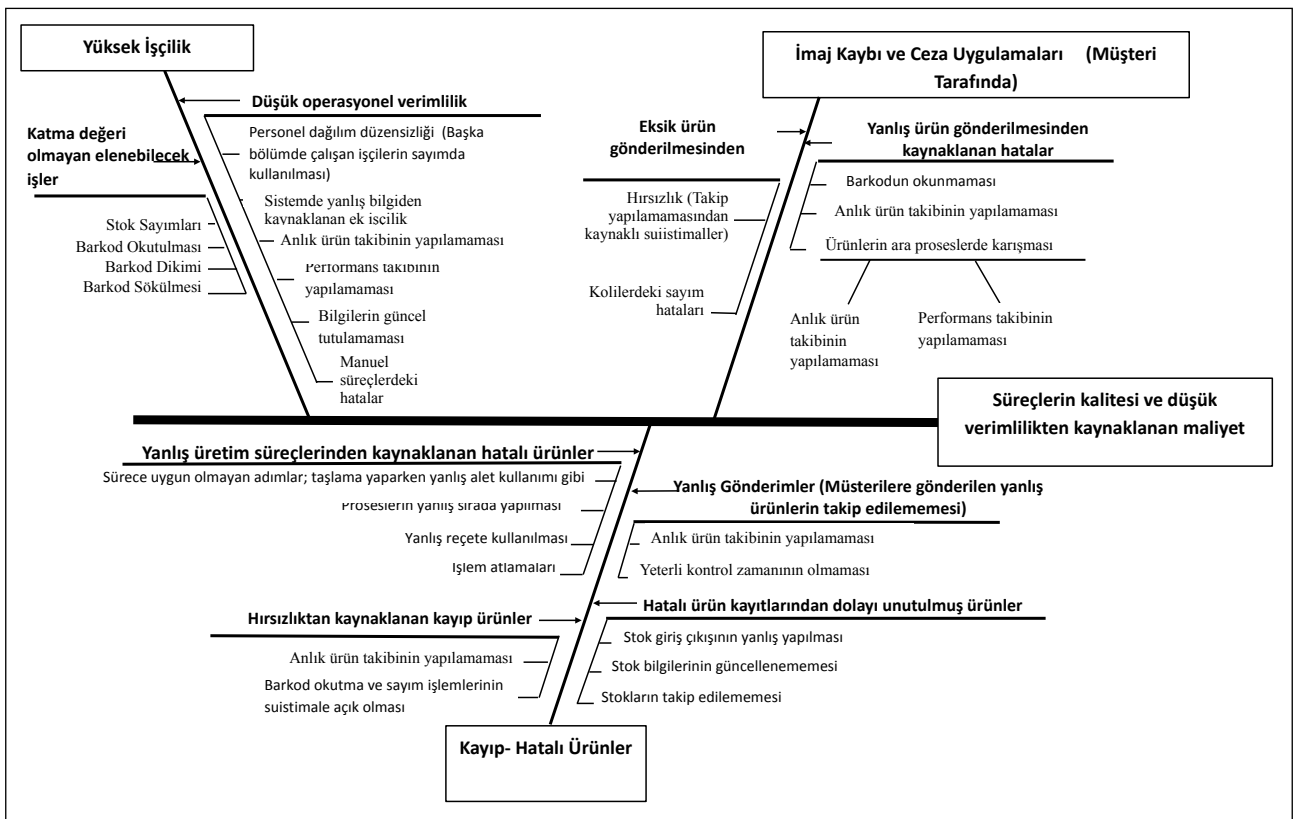 Yüksek İşçilik
İmaj Kaybı ve Ceza Uygulamaları (Müşteri
Tarafında)
Düşük operasyonel verimlilik
Katma değeri
olmayan elenebilecek
işler
Stok Sayımları
Barkod Okutulması
Barkod Dikimi
Barkod Sökülmesi
Personel dağılım düzensizliği (Başka
bölümde çalışan işçilerin sayımda
kullanılması)
Sistemde yanlış bilgiden
kaynaklanan ek işcilik
Anlık ürün takibinin yapılamaması
Performans takibinin
yapılamaması
Bilgilerin güncel
tutulamaması
Manuel
süreçlerdeki
hatalar
Eksik ürün
gönderilmesinden
Hırsızlık (Takip
yapılamamasından
kaynaklı suiistimaller)
Kolilerdeki sayım
hataları
Yanlış ürün gönderilmesinden
kaynaklanan hatalar
Barkodun okunmaması
Anlık ürün takibinin yapılamaması
Ürünlerin ara proseslerde karışması
Anlık ürün
takibinin
yapılamaması
Performans takibinin
yapılamaması
Süreçlerin kalitesi ve düşük
verimlilikten kaynaklanan maliyet
Yanlış üretim süreçlerinden kaynaklanan hatalı ürünler
Sürece uygun olmayan adımlar; taşlama yaparken yanlış alet kullanımı gibi
Proseslerin yanlış sırada yapılması
Yanlış reçete kullanılması
İşlem atlamaları
Yanlış Gönderimler (Müsterilere gönderilen yanlış
ürünlerin takip edilememesi)
Anlık ürün takibinin yapılamaması
Yeterli kontrol zamanının olmaması
Hırsızlıktan kaynaklanan kayıp ürünler
Anlık ürün takibinin yapılamaması
Barkod okutma ve sayım işlemlerinin
suistimale açık olması
Hatalı ürün kayıtlarından dolayı unutulmuş ürünler
Stok giriş çıkışının yanlış yapılması
Stok bilgilerinin güncellenememesi
Stokların takip edilememesi
Kayıp- Hatalı Ürünler